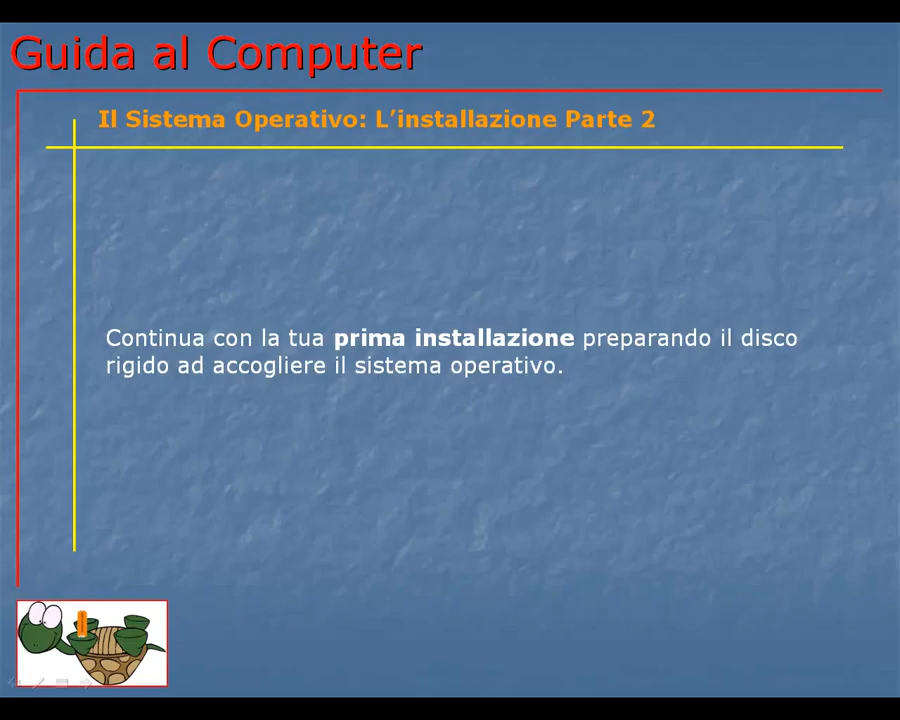 Guida al Computer
Il Sistema Operativo: L’installazione Parte 2
Continua con la tua prima installazione preparando il disco
rigido ad accogliere il sistema operativo.